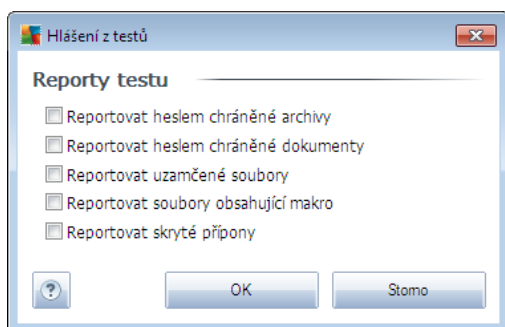 Hlášení z testů
Reporty testu
Reportovat heslem chráněné archivy
Reportovat heslem chráněné dokumenty
Reportovat uzamčené soubory
Reportovat soubory obsahující makro
Reportovat skryté přípony
? OK Storno